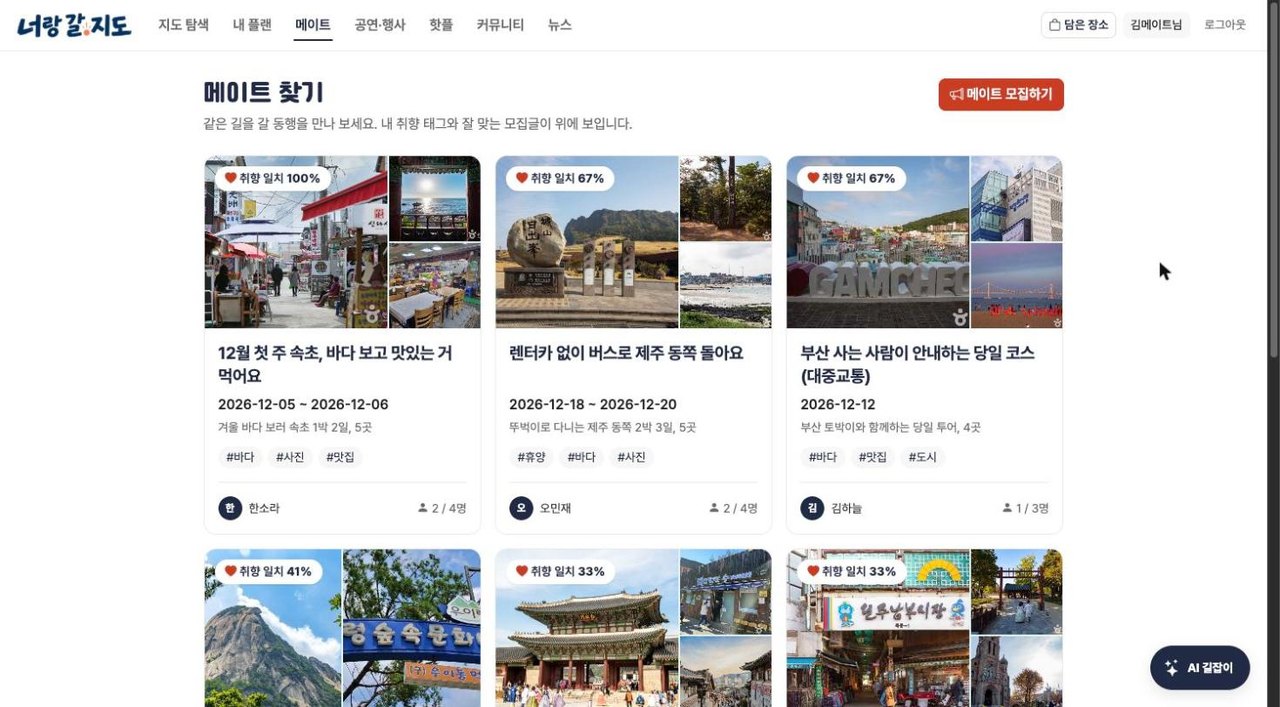 너랑 갈.지도
지도 탐색
내 플랜
메이트
공연·행사
핫플
커뮤니티
뉴스
담은 장소
김메이트님
로그아웃
메이트 찾기
메이트 모집하기
같은 길을 갈 동행을 만나 보세요. 내 취향 태그와 잘 맞는 모집글이 위에 보입니다.
취향 일치 100%
취향 일치 67%
취향 일치 67%
GAMCHEO
12월 첫 주 속초, 바다 보고 맛있는 거
먹어요
2026-12-05 ~ 2026-12-06
겨울 바다 보러 속초 1박 2일, 5곳
#바다 #사진 #맛집
한 한소라 2 / 4명
렌터카 없이 버스로 제주 동쪽 돌아요
2026-12-18 ~ 2026-12-20
뚜벅이로 다니는 제주 동쪽 2박 3일, 5곳
#휴양 #바다 #사진
오 오민재 2 / 4명
부산 사는 사람이 안내하는 당일 코스
(대중교통)
2026-12-12
부산 토박이와 함께하는 당일 투어, 4곳
#바다 #맛집 #도시
김 김하늘 1 / 3명
취향 일치 41%
취향 일치 33%
취향 일치 33%
숲속문화
AI 길잡이